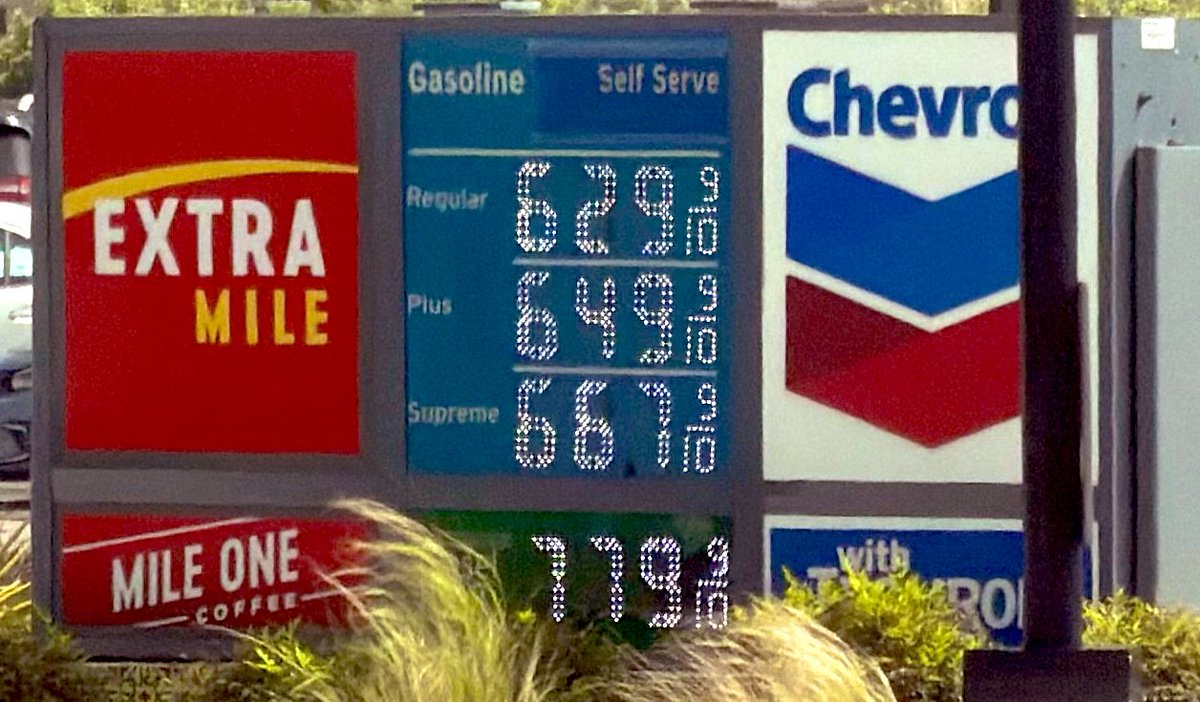 EXTRA
MILE
MILE ONE
COFFEE
Gasoline Self Serve
Regular 629 9/10
Plus 649 9/10
Supreme 667 9/10
779 9/10
Chevro
with